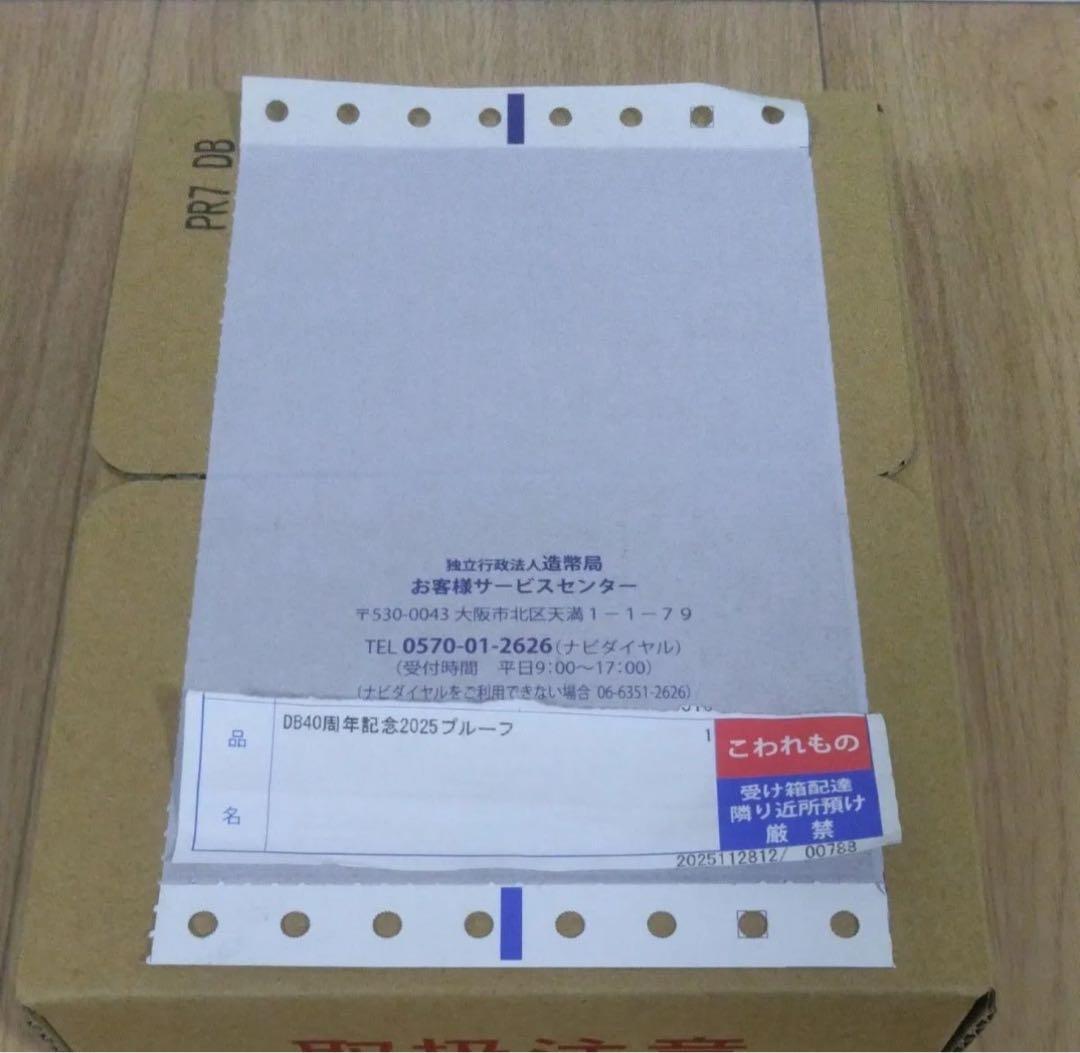 PR7 DB
独立行政法人造幣局
お客様サービスセンター
〒530-0043 大阪市北区天満1-1-79
TEL 0570-01-2626(ナビダイヤル)
(受付時間 平日9:00～17:00)
(ナビダイヤルをご利用できない場合 06-6351-2626)
品名
DB40周年記念2025プルーフ 1
こわれもの
受け箱配達
隣り近所預け
厳禁
2025112812/ 00788
取扱注意